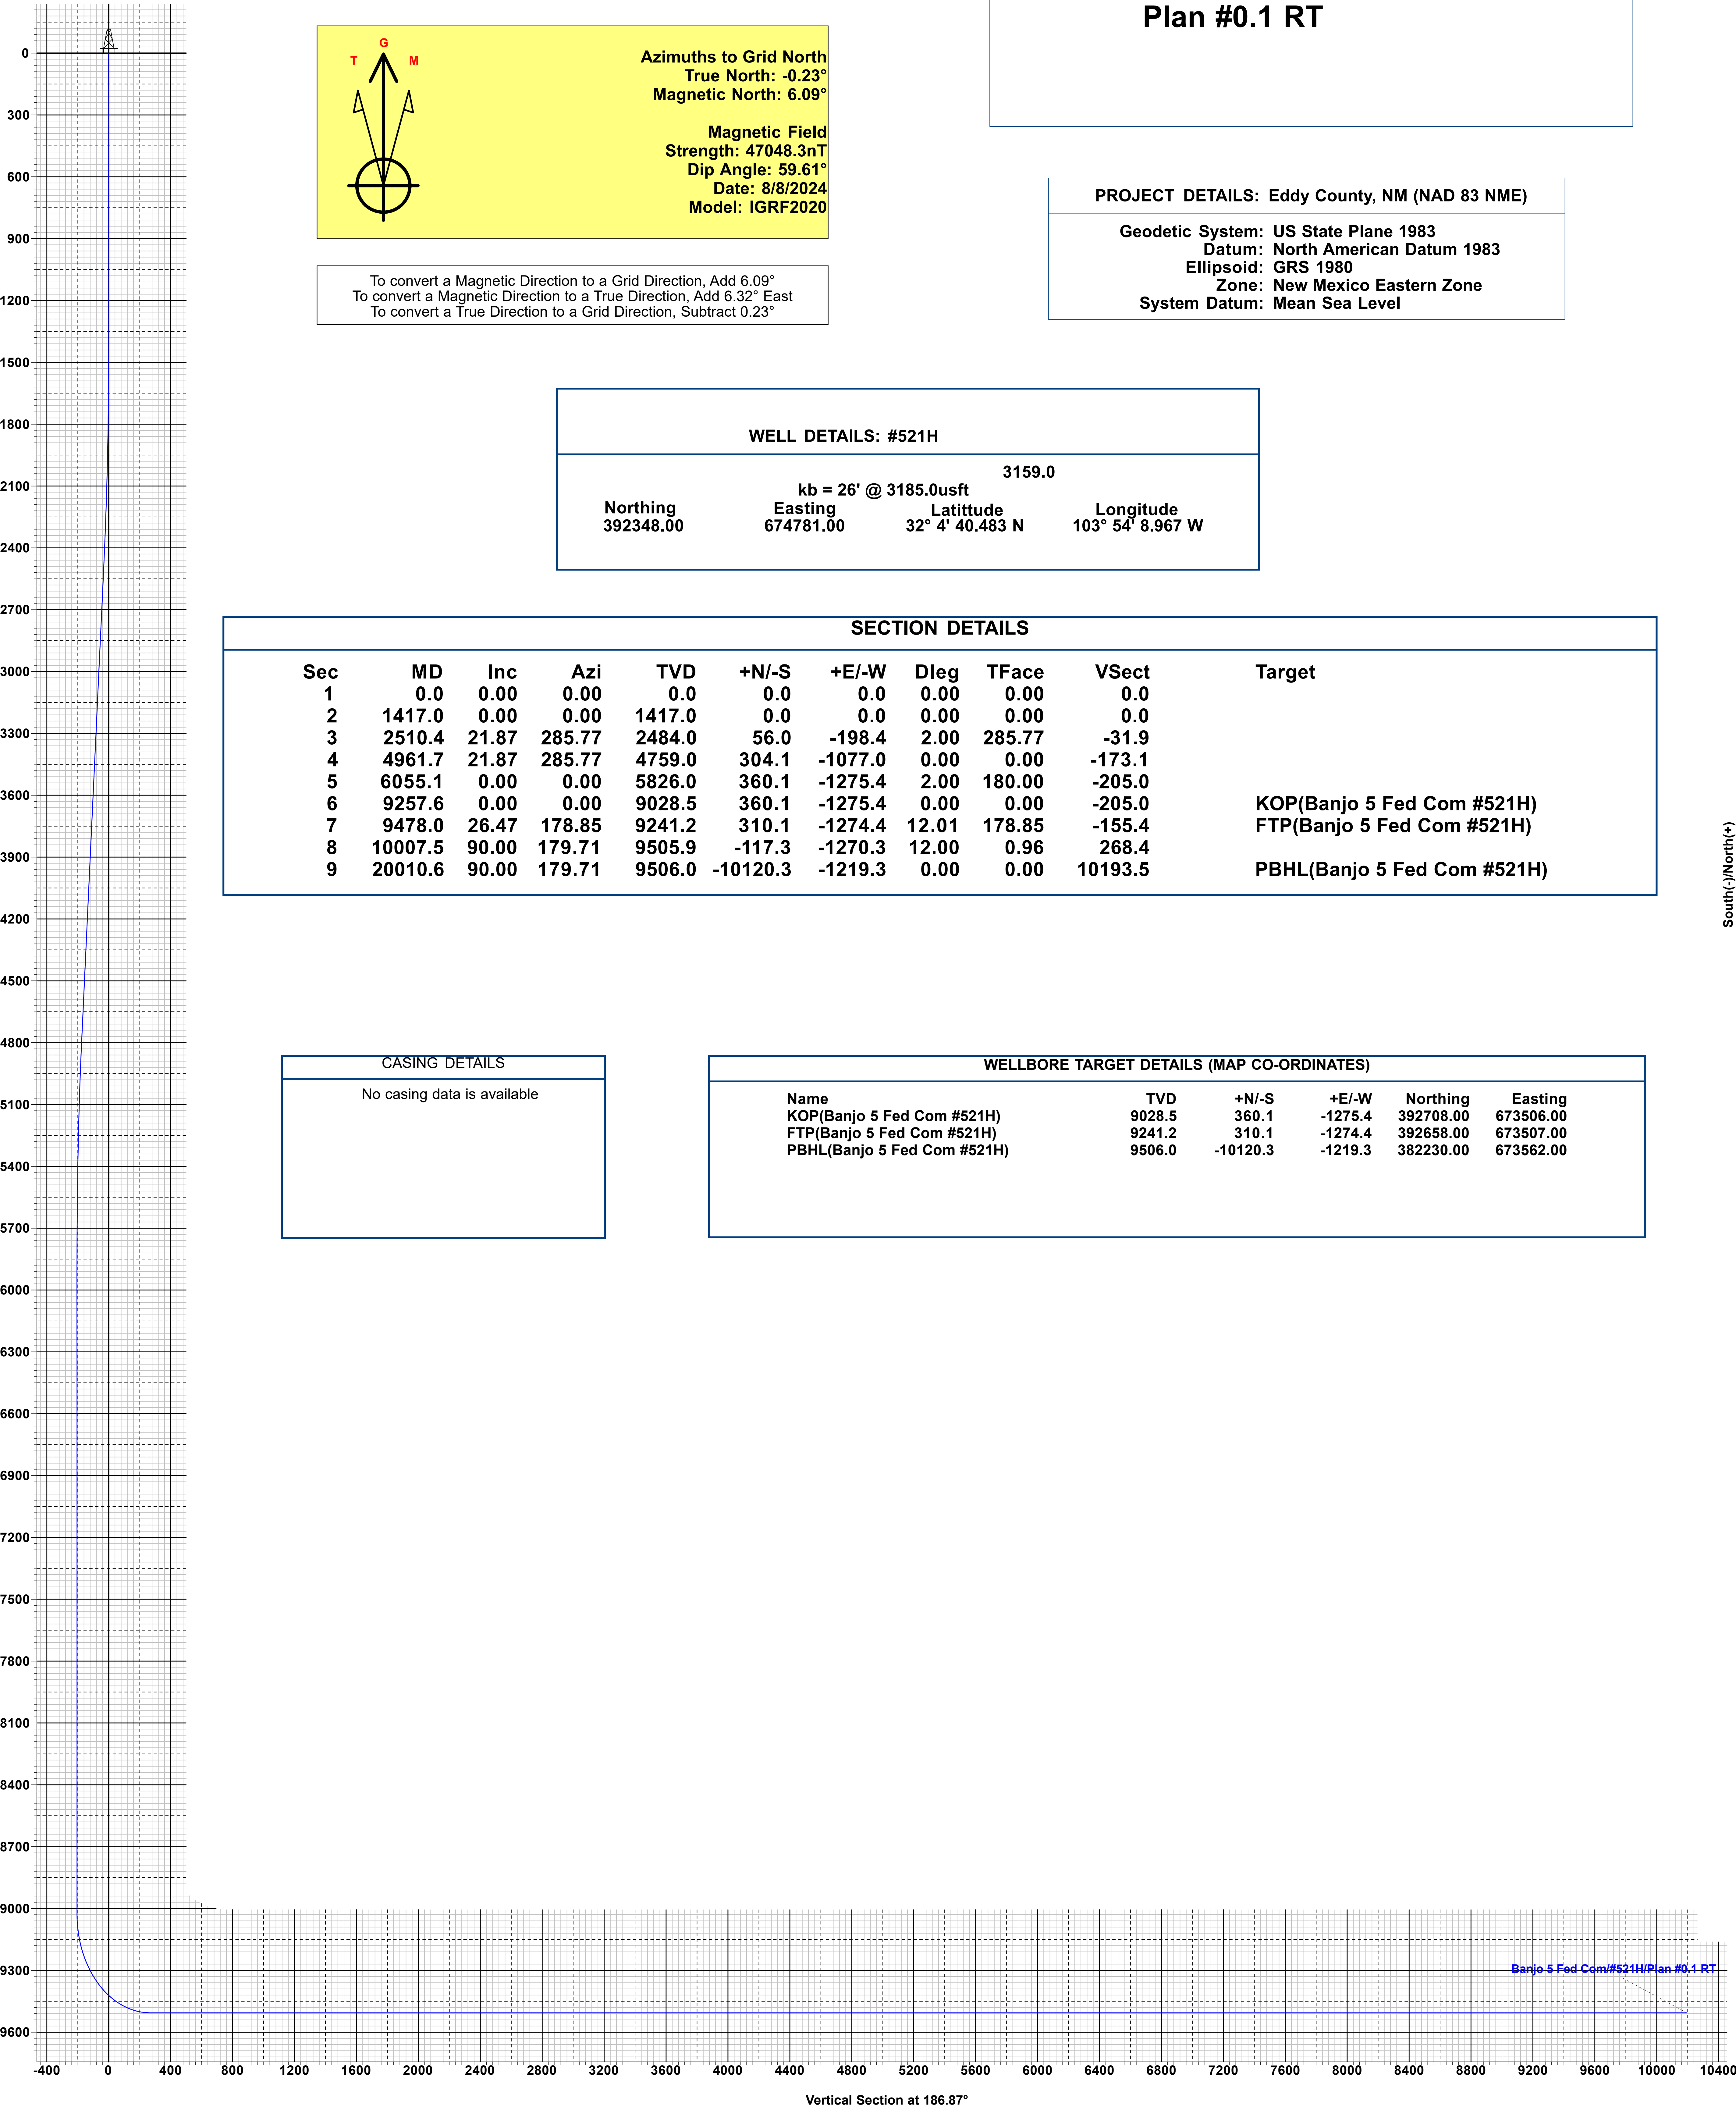 Plan #0.1 RT
G
T M
Azimuths to Grid North
True North: -0.23°
Magnetic North: 6.09°
Magnetic Field
Strength: 47048.3nT
Dip Angle: 59.61°
Date: 8/8/2024
Model: IGRF2020
To convert a Magnetic Direction to a Grid Direction, Add 6.09°
To convert a Magnetic Direction to a True Direction, Add 6.32° East
To convert a True Direction to a Grid Direction, Subtract 0.23°
PROJECT DETAILS: Eddy County, NM (NAD 83 NME)
Geodetic System: US State Plane 1983
Datum: North American Datum 1983
Ellipsoid: GRS 1980
Zone: New Mexico Eastern Zone
System Datum: Mean Sea Level
WELL DETAILS: #521H
3159.0
kb = 26' @ 3185.0usft
Northing Easting Latittude Longitude
392348.00 674781.00 32° 4' 40.483 N 103° 54' 8.967 W
SECTION DETAILS
Sec MD Inc Azi TVD +N/-S +E/-W Dleg TFace VSect Target
1 0.0 0.00 0.00 0.0 0.0 0.0 0.00 0.00 0.0
2 1417.0 0.00 0.00 1417.0 0.0 0.0 0.00 0.00 0.0
3 2510.4 21.87 285.77 2484.0 56.0 -198.4 2.00 285.77 -31.9
4 4961.7 21.87 285.77 4759.0 304.1 -1077.0 0.00 0.00 -173.1
5 6055.1 0.00 0.00 5826.0 360.1 -1275.4 2.00 180.00 -205.0
6 9257.6 0.00 0.00 9028.5 360.1 -1275.4 0.00 0.00 -205.0 KOP(Banjo 5 Fed Com #521H)
7 9478.0 26.47 178.85 9241.2 310.1 -1274.4 12.01 178.85 -155.4 FTP(Banjo 5 Fed Com #521H)
8 10007.5 90.00 179.71 9505.9 -117.3 -1270.3 12.00 0.96 268.4
9 20010.6 90.00 179.71 9506.0 -10120.3 -1219.3 0.00 0.00 10193.5 PBHL(Banjo 5 Fed Com #521H)
South(-)/North(+)
CASING DETAILS
No casing data is available
WELLBORE TARGET DETAILS (MAP CO-ORDINATES)
Name TVD +N/-S +E/-W Northing Easting
KOP(Banjo 5 Fed Com #521H) 9028.5 360.1 -1275.4 392708.00 673506.00
FTP(Banjo 5 Fed Com #521H) 9241.2 310.1 -1274.4 392658.00 673507.00
PBHL(Banjo 5 Fed Com #521H) 9506.0 -10120.3 -1219.3 382230.00 673562.00
0
300
600
900
1200
1500
1800
2100
2400
2700
3000
3300
3600
3900
4200
4500
4800
5100
5400
5700
6000
6300
6600
6900
7200
7500
7800
8100
8400
8700
9000
9300
9600
Banjo 5 Fed Com/#521H/Plan #0.1 RT
-400 0 400 800 1200 1600 2000 2400 2800 3200 3600 4000 4400 4800 5200 5600 6000 6400 6800 7200 7600 8000 8400 8800 9200 9600 10000 10400
Vertical Section at 186.87°